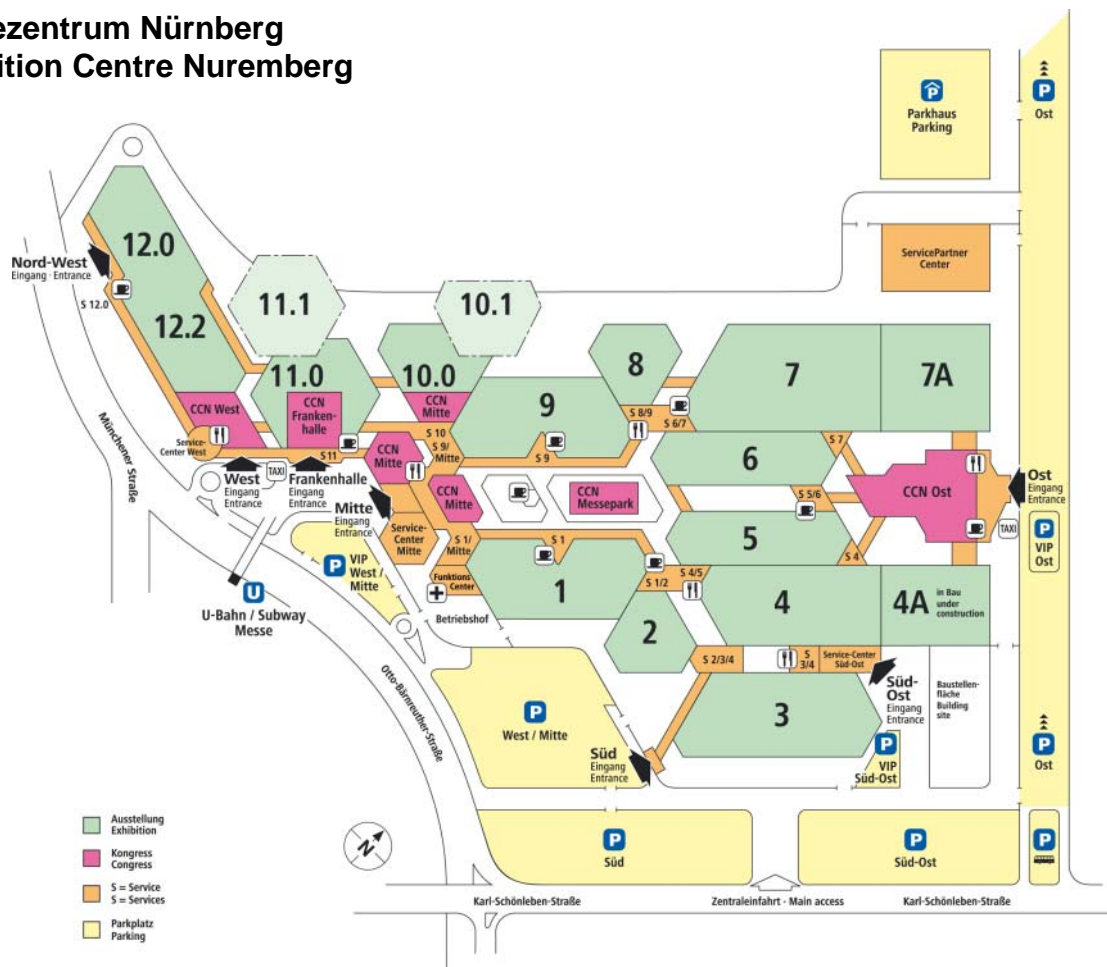 ezentrum Nürnberg
ition Centre Nuremberg
P
Parkhaus
Parking
P
Ost
ServicePartner
Center
Nord-West
Eingang · Entrance
S 12.0
12.0
12.2
11.1
11.0
10.1
10.0
9
8
7
7A
CCN West
CCN
Franken-
halle
CCN
Mitte
S 8/9
S 6/7
Service-
Center West
S11
S 10
S 9/
Mitte
S 9
CCN
Mitte
CCN
Mitte
6
S 7
S 5/6
5
S 4
CCN Ost
Ost
Eingang
Entrance
TAXI
P
VIP
Ost
West
Eingang
Entrance
TAXI
Frankenhalle
Eingang
Entrance
Mitte
Eingang
Entrance
CCN
Messepark
Service-
Center
Mitte
S 1/
Mitte
S 1
Funktions
Center
P
VIP
West /
Mitte
U
U-Bahn / Subway
Messe
Münchener Straße
Betriebshof
1
S 1/2
S 4/5
2
4
4A
in Bau
under
construction
S 2/3/4
S
3/4
Service-Center
Süd-Ost
Süd-
Ost
Eingang
Entrance
Baustellen-
fläche
Building
site
3
P
VIP
Süd-Ost
P
Ost
Otto-Bärnreuther-Straße
P
West / Mitte
Süd
Eingang
Entrance
P
Süd
P
Süd-Ost
P
N
Ausstellung
Exhibition
Kongress
Congress
S = Service
S = Services
Parkplatz
Parking
Karl-Schönleben-Straße
Zentraleinfahrt · Main access
Karl-Schönleben-Straße